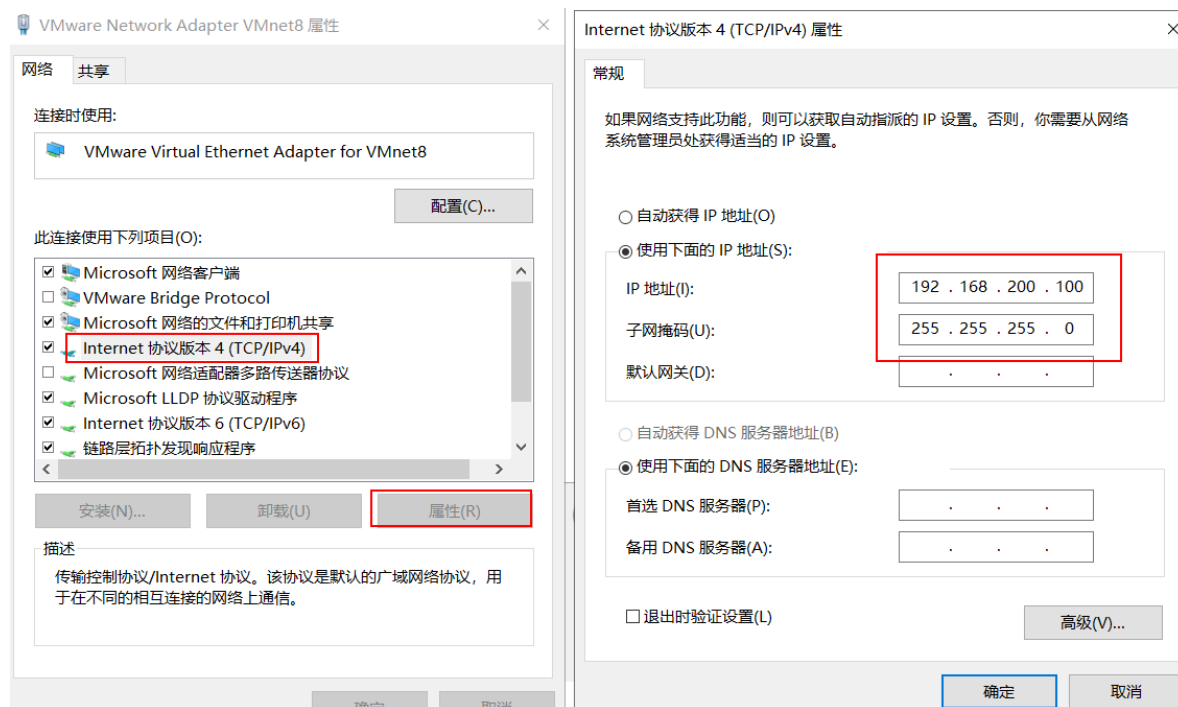 VMware Network Adapter VMnet8 属性
网络
共享
连接时使用:
VMware Virtual Ethernet Adapter for VMnet8
配置(C)...
此连接使用下列项目(O):
Microsoft 网络客户端
VMware Bridge Protocol
Microsoft 网络的文件和打印机共享
Internet 协议版本 4 (TCP/IPv4)
Microsoft 网络适配器多路传送器协议
Microsoft LLDP 协议驱动程序
Internet 协议版本 6 (TCP/IPv6)
链路层拓扑发现响应程序
安装(N)...
卸载(U)
属性(R)
描述
传输控制协议/Internet 协议。该协议是默认的广域网络协议，用
于在不同的相互连接的网络上通信。
Internet 协议版本 4 (TCP/IPv4) 属性
常规
如果网络支持此功能，则可以获取自动指派的 IP 设置。否则，你需要从网络
系统管理员处获得适当的 IP 设置。
自动获得 IP 地址(O)
使用下面的 IP 地址(S):
IP 地址(I):
192 . 168 . 200 . 100
子网掩码(U):
255 . 255 . 255 . 0
默认网关(D):
. . .
自动获得 DNS 服务器地址(B)
使用下面的 DNS 服务器地址(E):
首选 DNS 服务器(P):
. . .
备用 DNS 服务器(A):
. . .
退出时验证设置(L)
高级(V)...
确定
取消